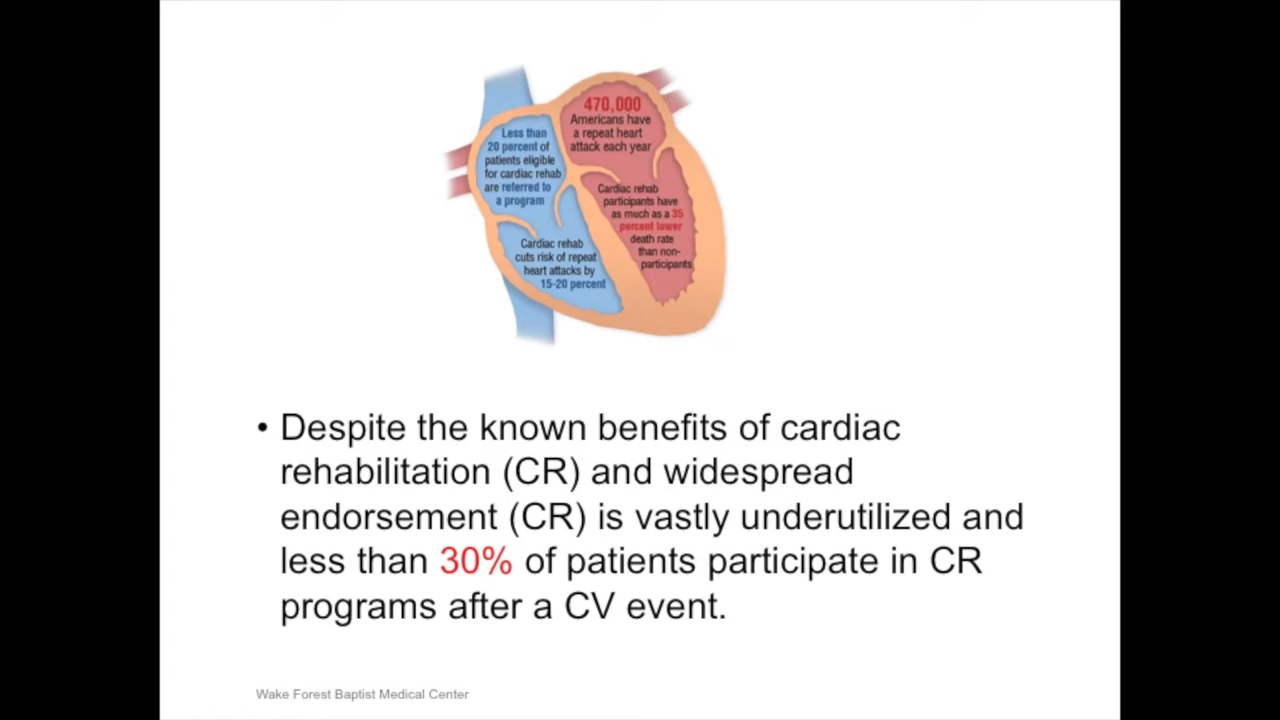 470,000
Americans have
a repeat heart
attack each year
Less than
20 percent of
patients eligible
for cardiac rehab
are referred to
a program
Cardiac rehab
participants have
as much as a 35
percent lower
death rate
than non-
participants
Cardiac rehab
cuts risk of repeat
heart attacks by
15-20 percent
• Despite the known benefits of cardiac
rehabilitation (CR) and widespread
endorsement (CR) is vastly underutilized and
less than 30% of patients participate in CR
programs after a CV event.
Wake Forest Baptist Medical Center